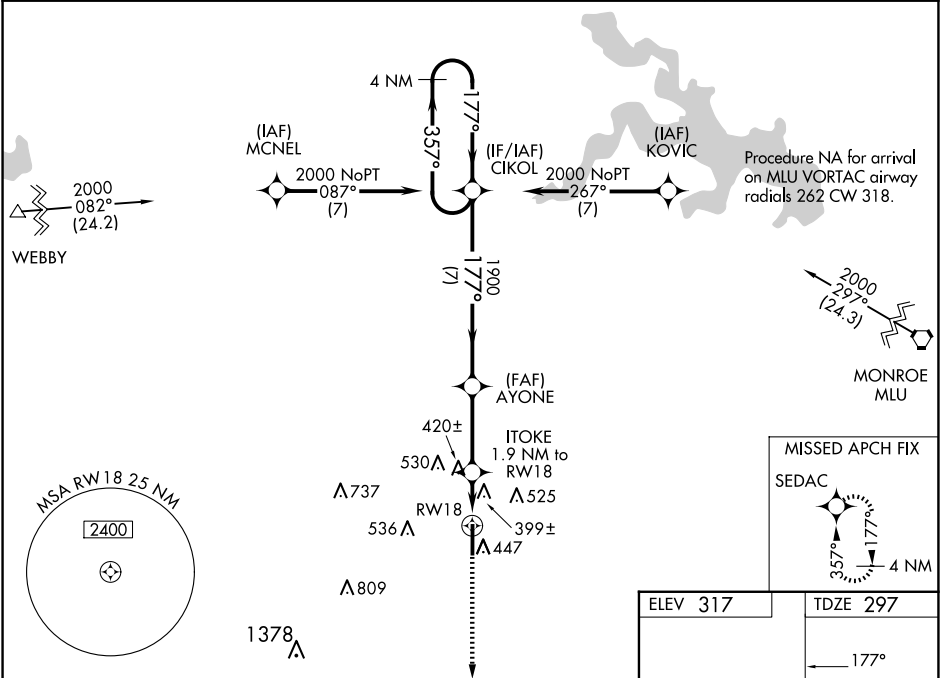 4 NM
177°
357°
(IAF)
MCNEL
(IF/IAF)
CIKOL
(IAF)
KOVIC
2000 NoPT
087°
(7)
2000 NoPT
267°
(7)
Procedure NA for arrival
on MLU VORTAC airway
radials 262 CW 318.
2000
082°
(24.2)
WEBBY
1900
177°
(7)
2000
297°
(24.3)
MONROE
MLU
(FAF)
AYONE
420±
ITOKE
1.9 NM to
RW18
530
737
525
RW18
536
399±
447
809
1378
MSA RW18 25 NM
2400
MISSED APCH FIX
SEDAC
357°
177°
4 NM
ELEV 317
TDZE 297
177°